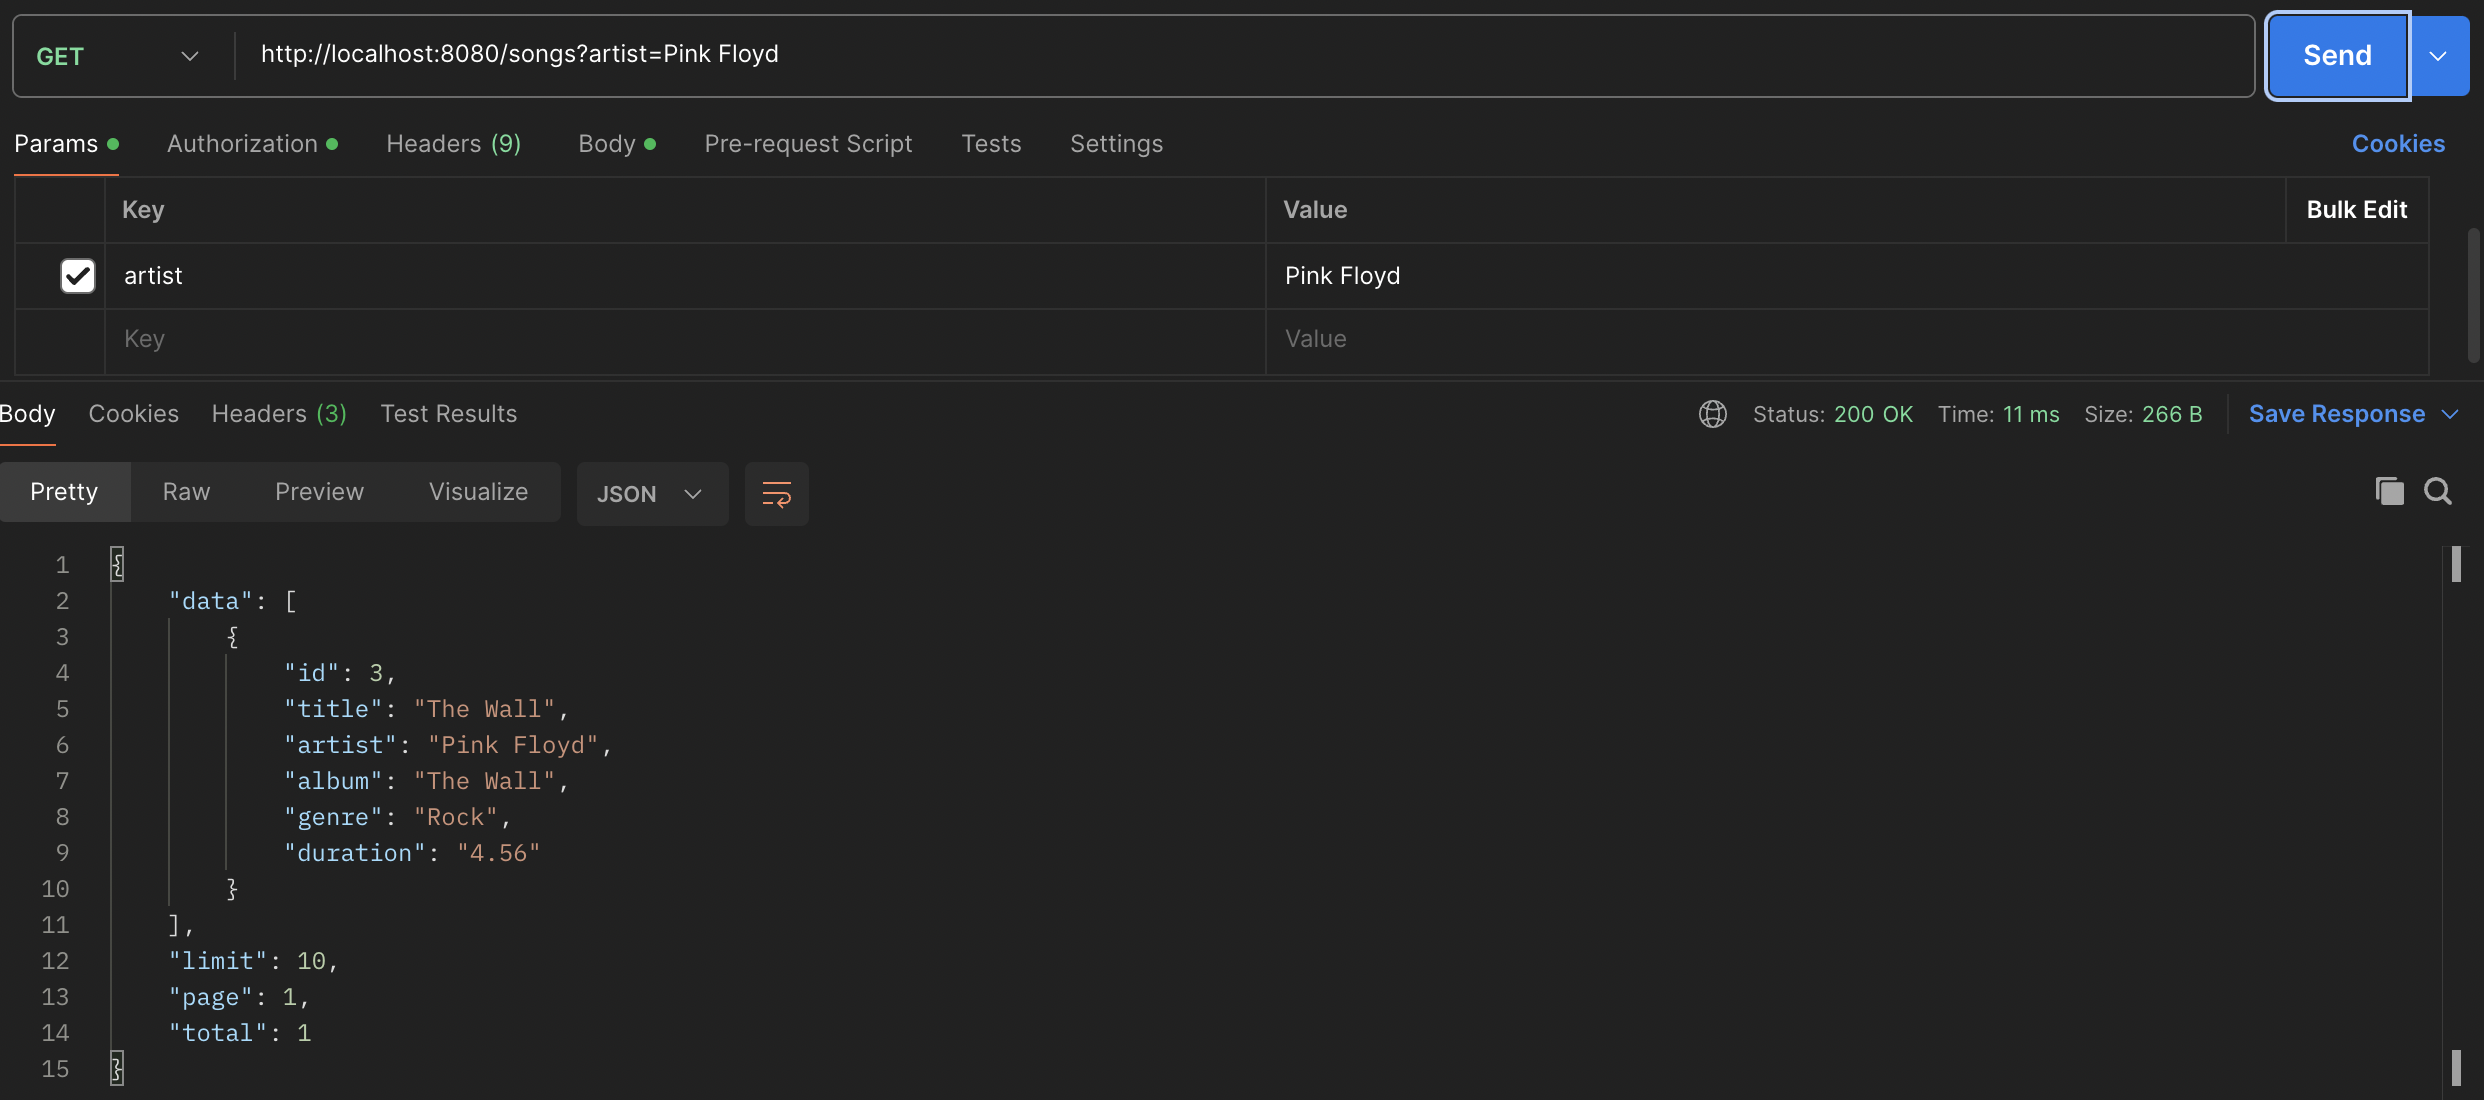 GET http://localhost:8080/songs?artist=Pink Floyd Send
Params Authorization Headers (9) Body Pre-request Script Tests Settings Cookies
Key Value Bulk Edit
artist Pink Floyd
Key Value
Body Cookies Headers (3) Test Results Status: 200 OK Time: 11 ms Size: 266 B Save Response
Pretty Raw Preview Visualize JSON
1 {
2 "data": [
3 {
4 "id": 3,
5 "title": "The Wall",
6 "artist": "Pink Floyd",
7 "album": "The Wall",
8 "genre": "Rock",
9 "duration": "4.56"
10 }
11 ],
12 "limit": 10,
13 "page": 1,
14 "total": 1
15 }